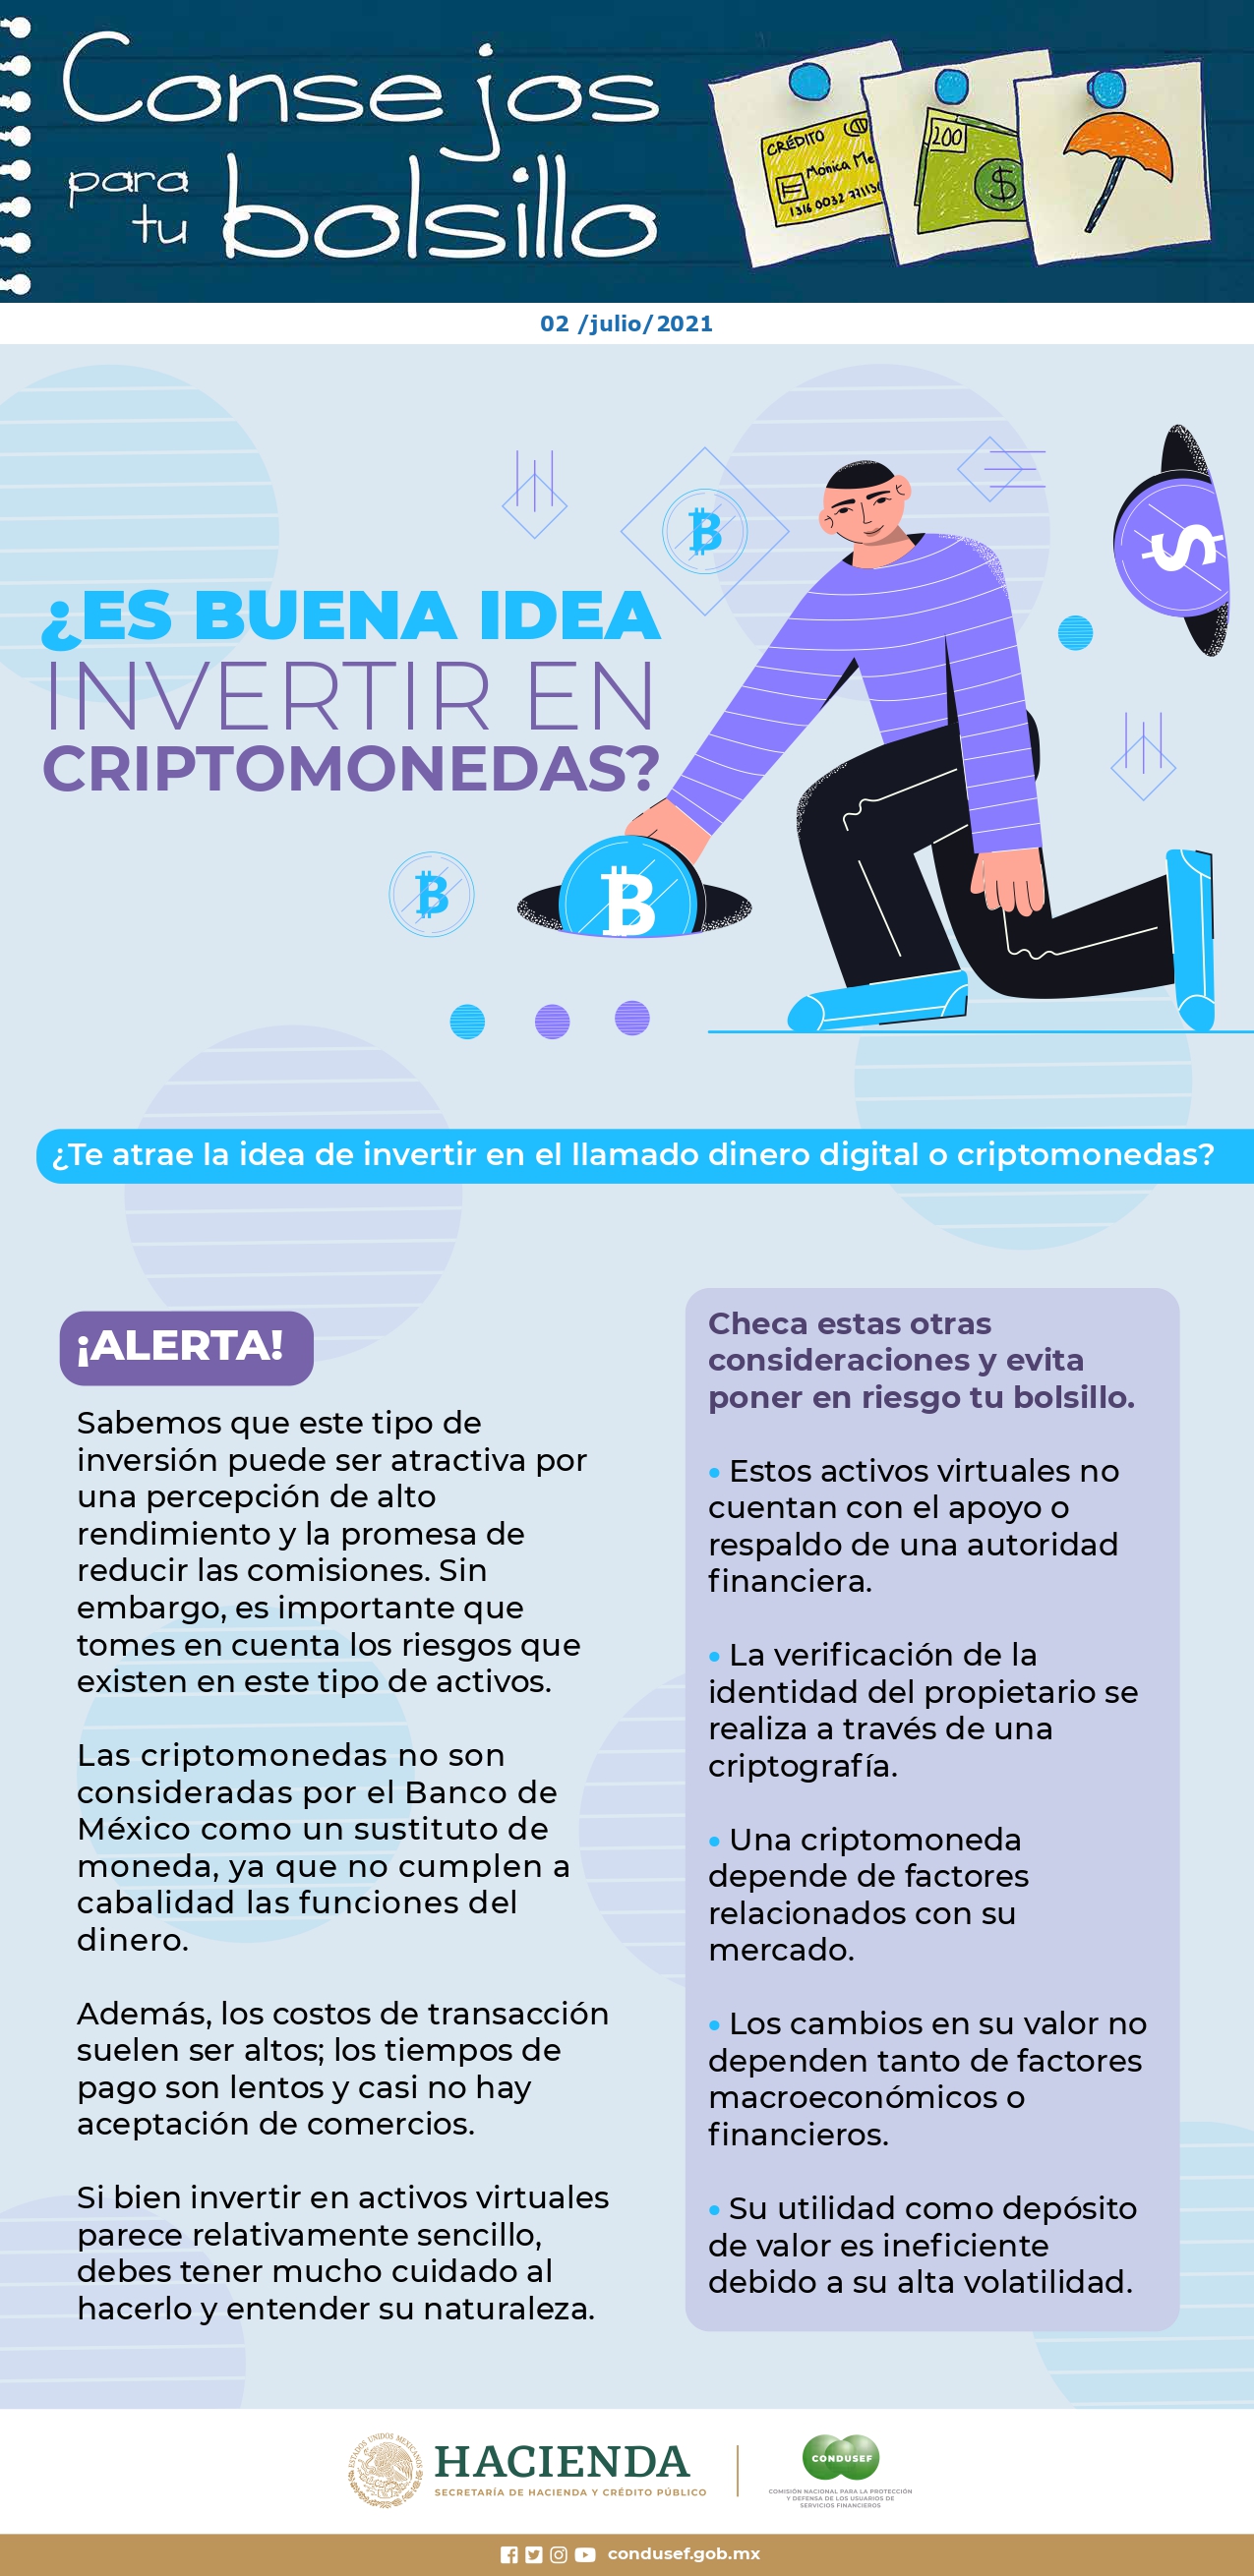 Consejos
para
tu bolsillo
CRÉDITO
Mónica Me
1316 0032 77113
200
$
02 /julio/2021
¿ES BUENA IDEA
INVERTIR EN
CRIPTOMONEDAS?
¿Te atrae la idea de invertir en el llamado dinero digital o criptomonedas?
¡ALERTA!
Sabemos que este tipo de
inversión puede ser atractiva por
una percepción de alto
rendimiento y la promesa de
reducir las comisiones. Sin
embargo, es importante que
tomes en cuenta los riesgos que
existen en este tipo de activos.
Las criptomonedas no son
consideradas por el Banco de
México como un sustituto de
moneda, ya que no cumplen a
cabalidad las funciones del
dinero.
Además, los costos de transacción
suelen ser altos; los tiempos de
pago son lentos y casi no hay
aceptación de comercios.
Si bien invertir en activos virtuales
parece relativamente sencillo,
debes tener mucho cuidado al
hacerlo y entender su naturaleza.
Checa estas otras
consideraciones y evita
poner en riesgo tu bolsillo.
• Estos activos virtuales no
cuentan con el apoyo o
respaldo de una autoridad
financiera.
• La verificación de la
identidad del propietario se
realiza a través de una
criptografía.
• Una criptomoneda
depende de factores
relacionados con su
mercado.
• Los cambios en su valor no
dependen tanto de factores
macroeconómicos o
financieros.
• Su utilidad como depósito
de valor es ineficiente
debido a su alta volatilidad.
ESTADOS UNIDOS MEXICANOS
HACIENDA
SECRETARÍA DE HACIENDA Y CRÉDITO PÚBLICO
CONDUSEF
COMISIÓN NACIONAL PARA LA PROTECCIÓN
Y DEFENSA DE LOS USUARIOS DE
SERVICIOS FINANCIEROS
condusef.gob.mx